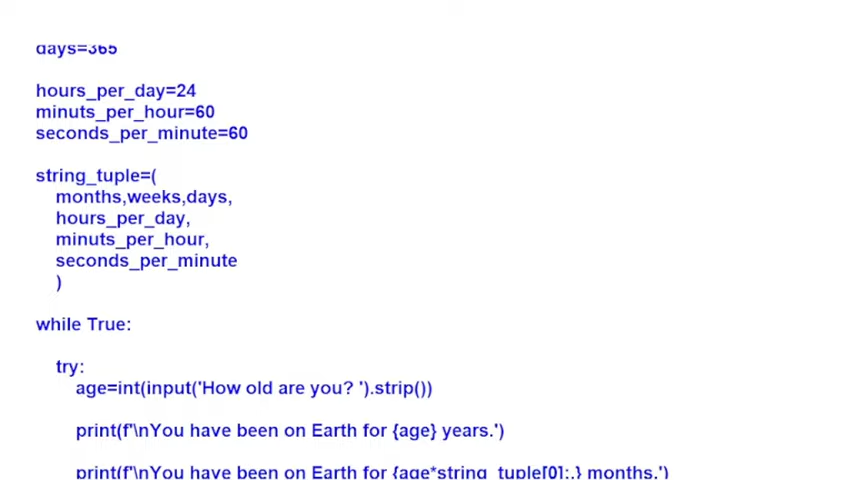 days=365
hours_per_day=24
minuts_per_hour=60
seconds_per_minute=60
string_tuple=(
months,weeks,days,
hours_per_day,
minuts_per_hour,
seconds_per_minute
)
while True:
try:
age=int(input('How old are you? ').strip())
print(f'\nYou have been on Earth for {age} years.')
print(f'\nYou have been on Earth for {age*string_tuple[0]:,} months.')